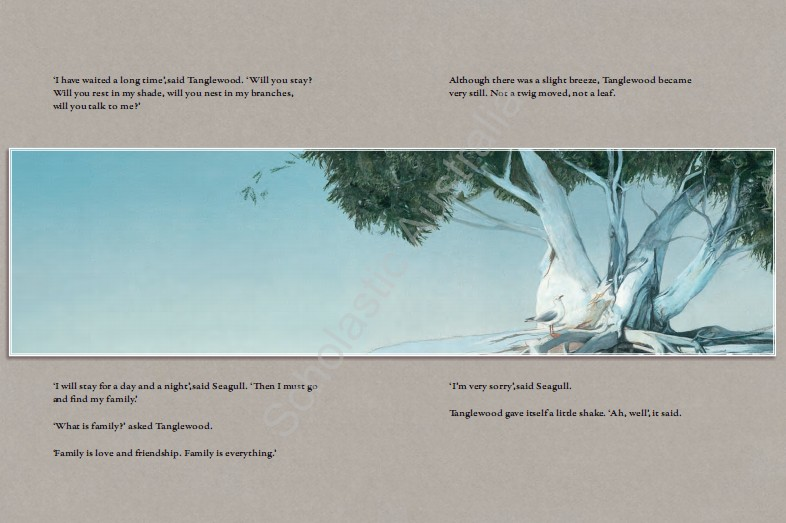 ‘I have waited a long time’, said Tanglewood. ‘Will you stay?
Will you rest in my shade, will you nest in my branches,
will you talk to me?’
Although there was a slight breeze, Tanglewood became
very still. Not a twig moved, not a leaf.
‘I will stay for a day and a night’, said Seagull. ‘Then I must go
and find my family.’
‘What is family?’ asked Tanglewood.
‘Family is love and friendship. Family is everything.’
‘I’m very sorry’, said Seagull.
Tanglewood gave itself a little shake. ‘Ah, well’, it said.
Scholastic Australia